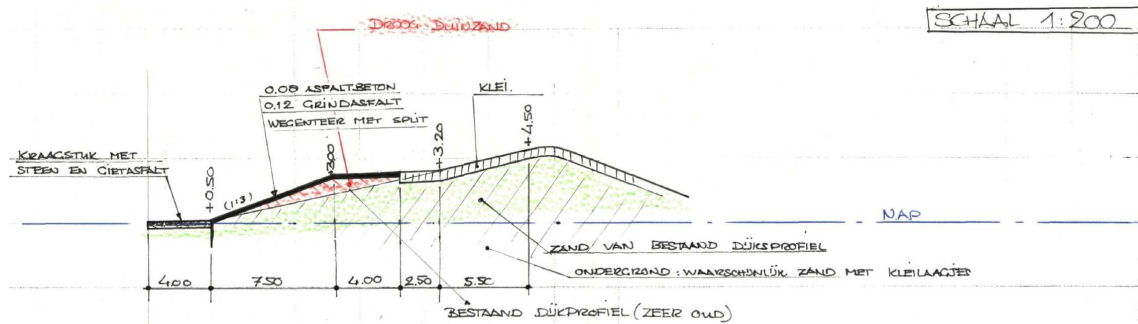 SCHAAL 1:200
DROOG DUINZAND
0.08 ASPALTBETON
0.12 GRINDASFALT
WEGENTEER MET SPLIT
KLEI.
KRAAGSTUK MET
STEEN EN GIETASFALT
+0.50
(1:3)
3.00
+3.20
+4.50
NAP
ZAND VAN BESTAAND DIJKSPROFIEL
ONDERGROND: WAARSCHIJNLIJK ZAND MET KLEILAAGJES
4.00
7.50
4.00
2.50
5.50
BESTAAND DIJKPROFIEL (ZEER OUD)